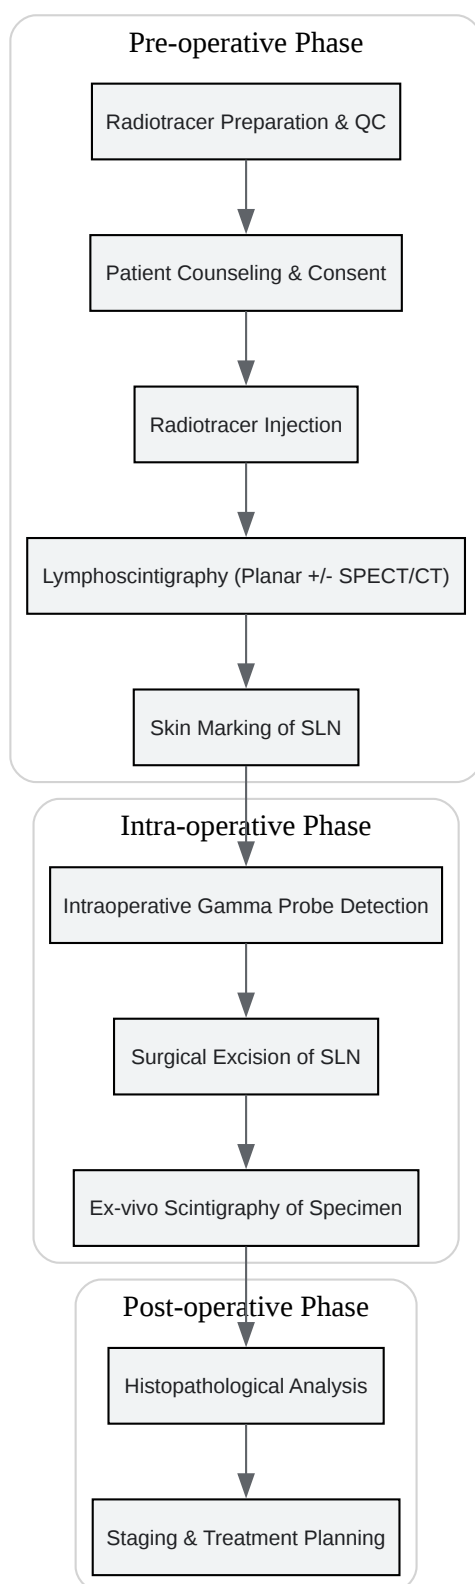 Pre-operative Phase
Radiotracer Preparation & QC
Patient Counseling & Consent
Radiotracer Injection
Lymphoscintigraphy (Planar +/- SPECT/CT)
Skin Marking of SLN
Intra-operative Phase
Intraoperative Gamma Probe Detection
Surgical Excision of SLN
Ex-vivo Scintigraphy of Specimen
Post-operative Phase
Histopathological Analysis
Staging & Treatment Planning